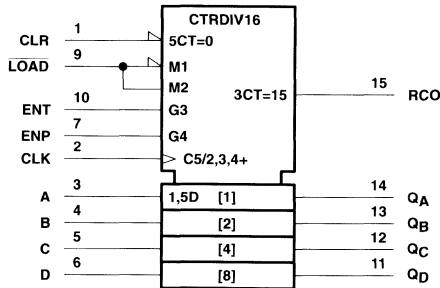 CTRDIV16
CLR 1 5CT=0
LOAD 9 M1
M2
3CT=15 15 RCO
ENT 10 G3
ENP 7 G4
CLK 2 C5/2,3,4+
A 3 1,5D [1] 14 QA
B 4 [2] 13 QB
C 5 [4] 12 QC
D 6 [8] 11 QD